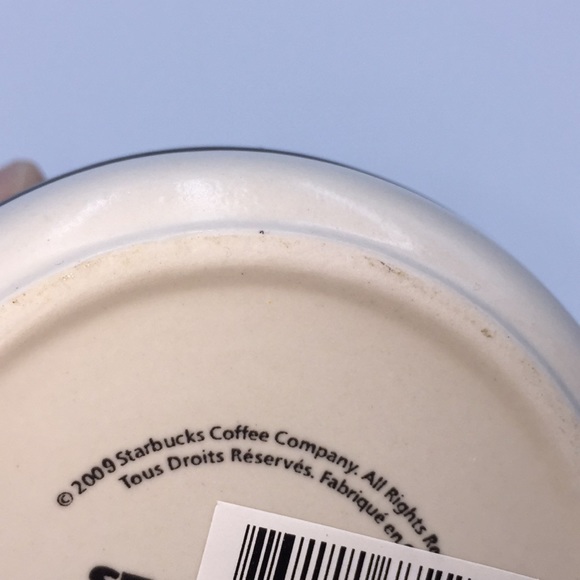 © 2009 Starbucks Coffee Company. All Rights
Tous Droits Réservés. Fabriqué en